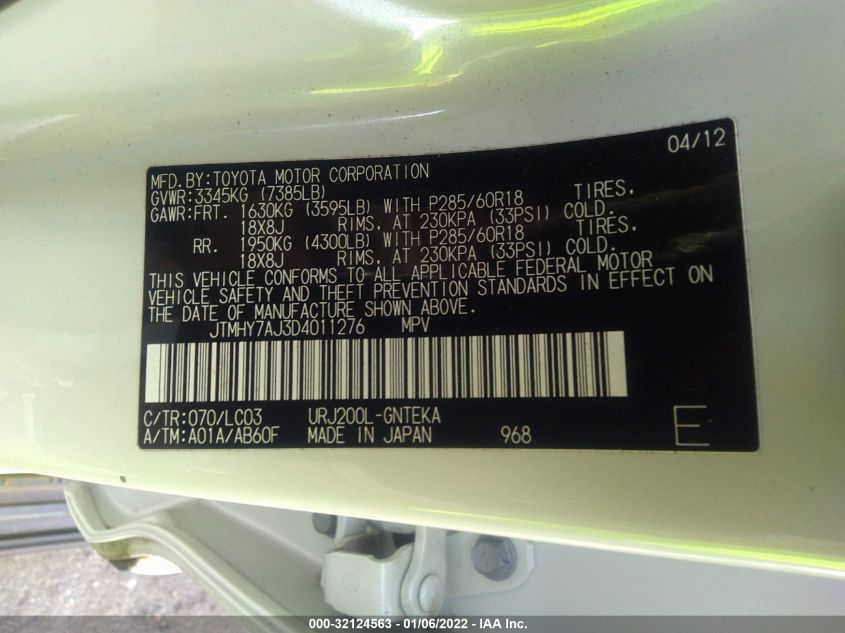 04/12
MFD.BY:TOYOTA MOTOR CORPORATION
GVWR:3345KG (7385LB)
GAWR:FRT. 1630KG (3595LB) WITH P285/60R18 TIRES,
18X8J RIMS, AT 230KPA (33PSI) COLD.
RR. 1950KG (4300LB) WITH P285/60R18 TIRES,
18X8J RIMS, AT 230KPA (33PSI) COLD.
THIS VEHICLE CONFORMS TO ALL APPLICABLE FEDERAL MOTOR
VEHICLE SAFETY AND THEFT PREVENTION STANDARDS IN EFFECT ON
THE DATE OF MANUFACTURE SHOWN ABOVE.
JTMHY7AJ3D4011276 MPV
C/TR:070/LC03 URJ200L-GNTEKA
A/TM:A01A/AB60F MADE IN JAPAN 968 E
000-32124563 - 01/06/2022 - IAA Inc.